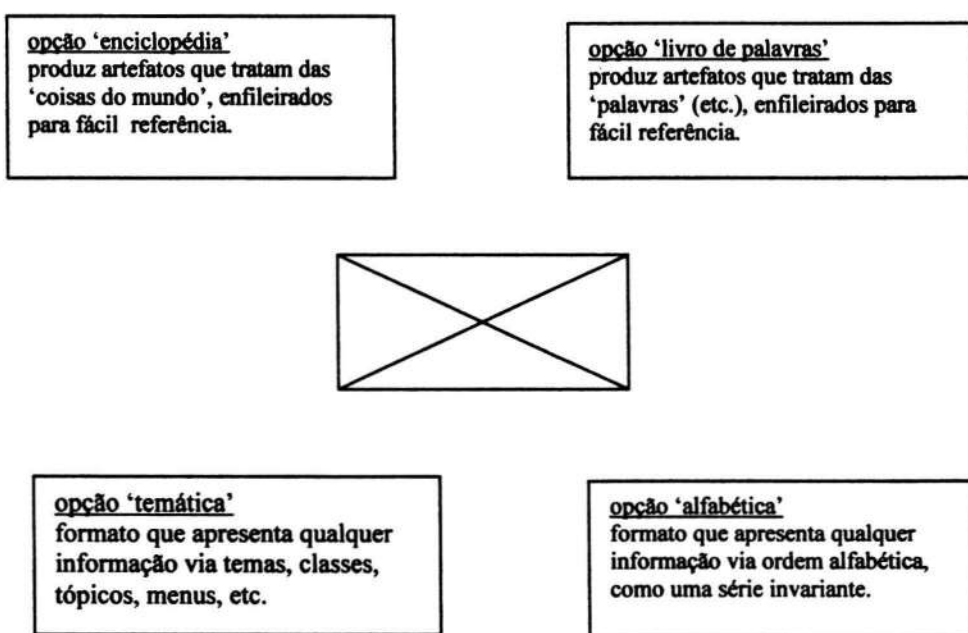 opção ‘enciclopédia’
produz artefatos que tratam das
‘coisas do mundo’, enfileirados
para fácil referência.
opção ‘livro de palavras’
produz artefatos que tratam das
‘palavras’ (etc.), enfileirados para
fácil referência.
opção ‘temática’
formato que apresenta qualquer
informação via temas, classes,
tópicos, menus, etc.
opção ‘alfabética’
formato que apresenta qualquer
informação via ordem alfabética,
como uma série invariante.